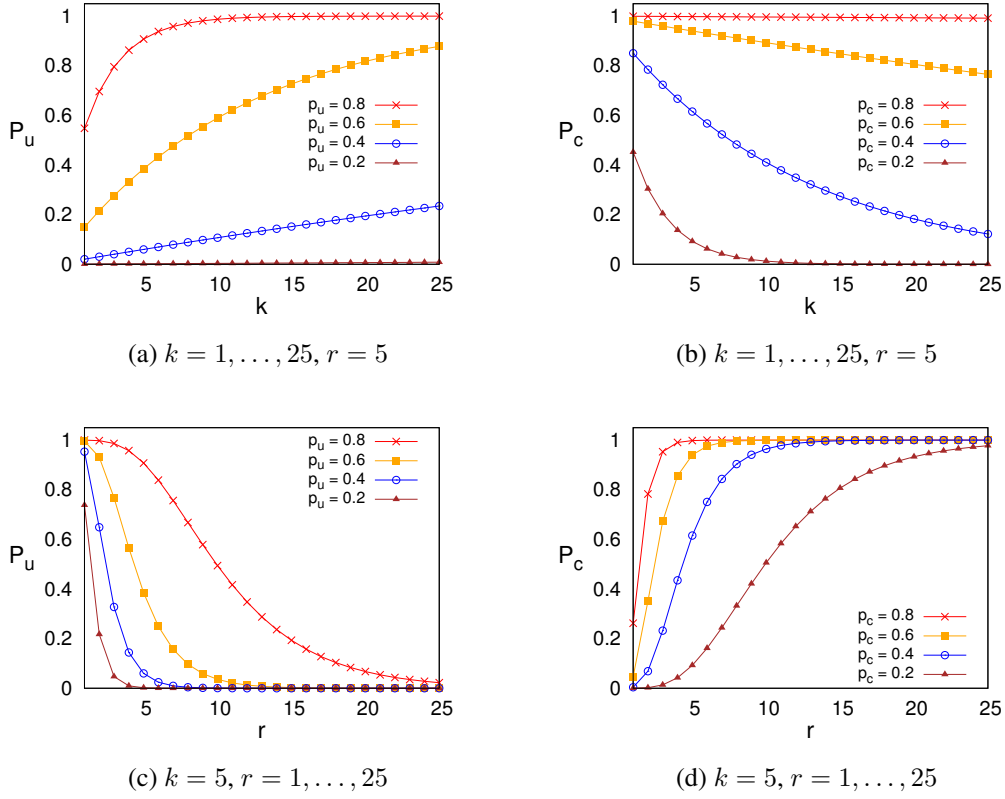 1
0.8
0.6
0.4
0.2
0
P_u
5 10 15 20 25
k
p_u = 0.8
p_u = 0.6
p_u = 0.4
p_u = 0.2
(a) k = 1, . . . , 25, r = 5
1
0.8
0.6
0.4
0.2
0
P_c
5 10 15 20 25
k
p_c = 0.8
p_c = 0.6
p_c = 0.4
p_c = 0.2
(b) k = 1, . . . , 25, r = 5
1
0.8
0.6
0.4
0.2
0
P_u
5 10 15 20 25
r
p_u = 0.8
p_u = 0.6
p_u = 0.4
p_u = 0.2
(c) k = 5, r = 1, . . . , 25
1
0.8
0.6
0.4
0.2
0
P_c
5 10 15 20 25
r
p_c = 0.8
p_c = 0.6
p_c = 0.4
p_c = 0.2
(d) k = 5, r = 1, . . . , 25